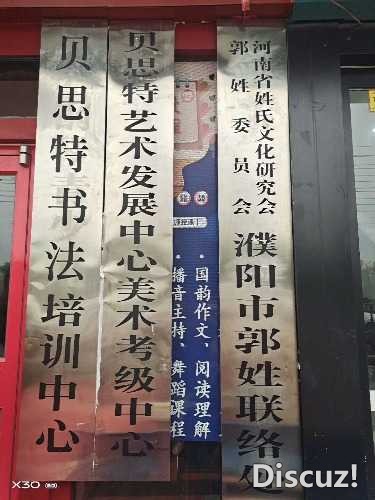 贝思特书法培训中心
贝思特艺术发展中心美术考级中心
国韵作文、阅读理解
播音主持、舞蹈课程
河南省姓氏文化研究会
郭姓委员会
濮阳市郭姓联络处
X30
Discuz!